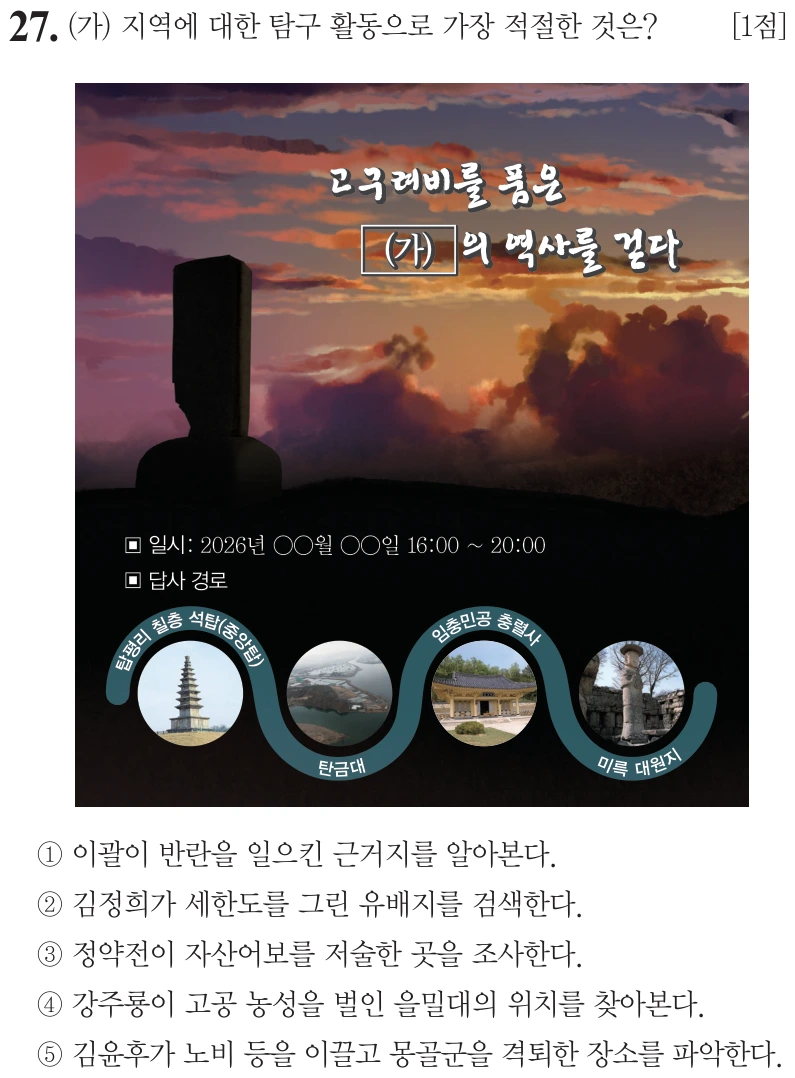 27. (가) 지역에 대한 탐구 활동으로 가장 적절한 것은? [1점]
고구려비를 품은
(가)의 역사를 걷다
▣ 일시: 2026년 ○○월 ○○일 16:00 ~ 20:00
▣ 답사 경로
탑평리 칠층 석탑(중앙탑)
탄금대
임충민공 충렬사
미륵 대원지
① 이괄이 반란을 일으킨 근거지를 알아본다.
② 김정희가 세한도를 그린 유배지를 검색한다.
③ 정약전이 자산어보를 저술한 곳을 조사한다.
④ 강주룡이 고공 농성을 벌인 을밀대의 위치를 찾아본다.
⑤ 김윤후가 노비 등을 이끌고 몽골군을 격퇴한 장소를 파악한다.